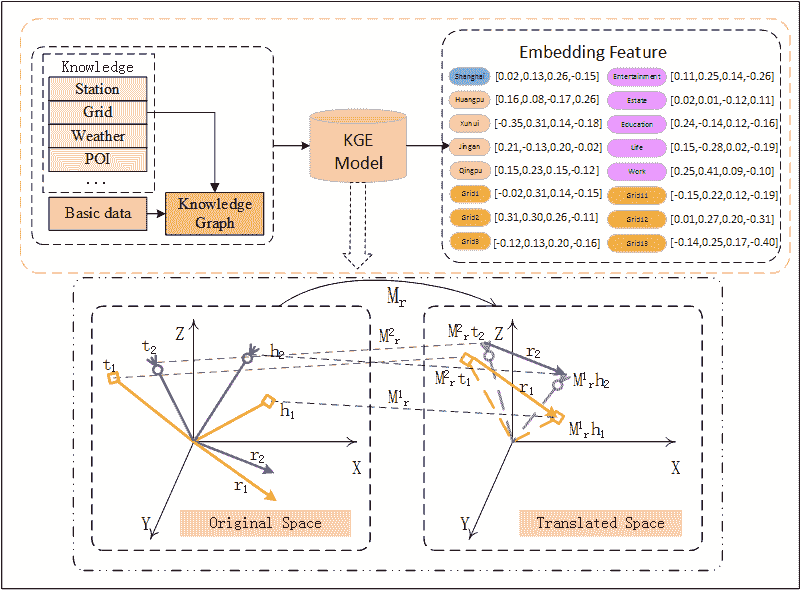 Knowledge
Station
Grid
Weather
POI
...
Basic data
Knowledge
Graph
KGE
Model
Embedding Feature
Shanghai [0.02,0.13,0.26,-0.15]
Huangpu [0.16,0.08,-0.17,0.26]
Xuhui [-0.35,0.31,0.14,-0.18]
Jingan [0.21,-0.13,0.20,-0.02]
Qingpu [0.15,0.23,0.15,-0.12]
Grid1 [-0.02,0.31,0.14,-0.15]
Grid2 [0.31,0.30,0.26,-0.11]
Grid3 [-0.12,0.13,0.20,-0.16]
Entertainment [0.11,0.25,0.14,-0.26]
Estate [0.02,0.01,-0.12,0.11]
Education [0.24,-0.14,0.12,-0.16]
Life [0.15,-0.28,0.02,-0.19]
Work [0.25,0.41,0.09,-0.10]
Grid11 [-0.15,0.22,0.12,-0.19]
Grid12 [0.01,0.27,0.20,-0.31]
Grid13 [-0.14,0.25,0.17,-0.40]
Mr
Z
t2
t1
h2
h1
r2
r1
X
Y
Original Space
M²r
M¹r
M²rt2
Z
r2
M²rt1
r1
M¹rh2
M¹rh1
X
Y
Translated Space